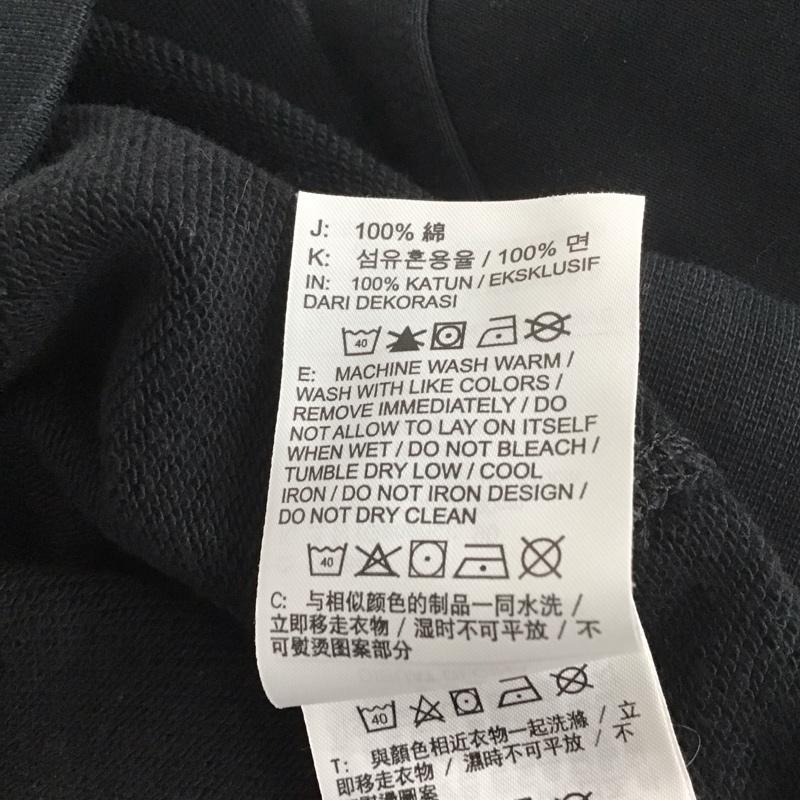 J: 100% 綿
K: 섬유혼용율 / 100% 면
IN: 100% KATUN / EKSKLUSIF
DARI DEKORASI
40
E: MACHINE WASH WARM /
WASH WITH LIKE COLORS /
REMOVE IMMEDIATELY / DO
NOT ALLOW TO LAY ON ITSELF
WHEN WET / DO NOT BLEACH /
TUMBLE DRY LOW / COOL
IRON / DO NOT IRON DESIGN /
DO NOT DRY CLEAN
40
C: 与相似颜色的制品一同水洗 /
立即移走衣物 / 湿时不可平放 / 不
可熨烫图案部分
40
T: 與顏色相近衣物一起洗滌 / 立
即移走衣物 / 濕時不可平放 / 不
可熨燙圖案